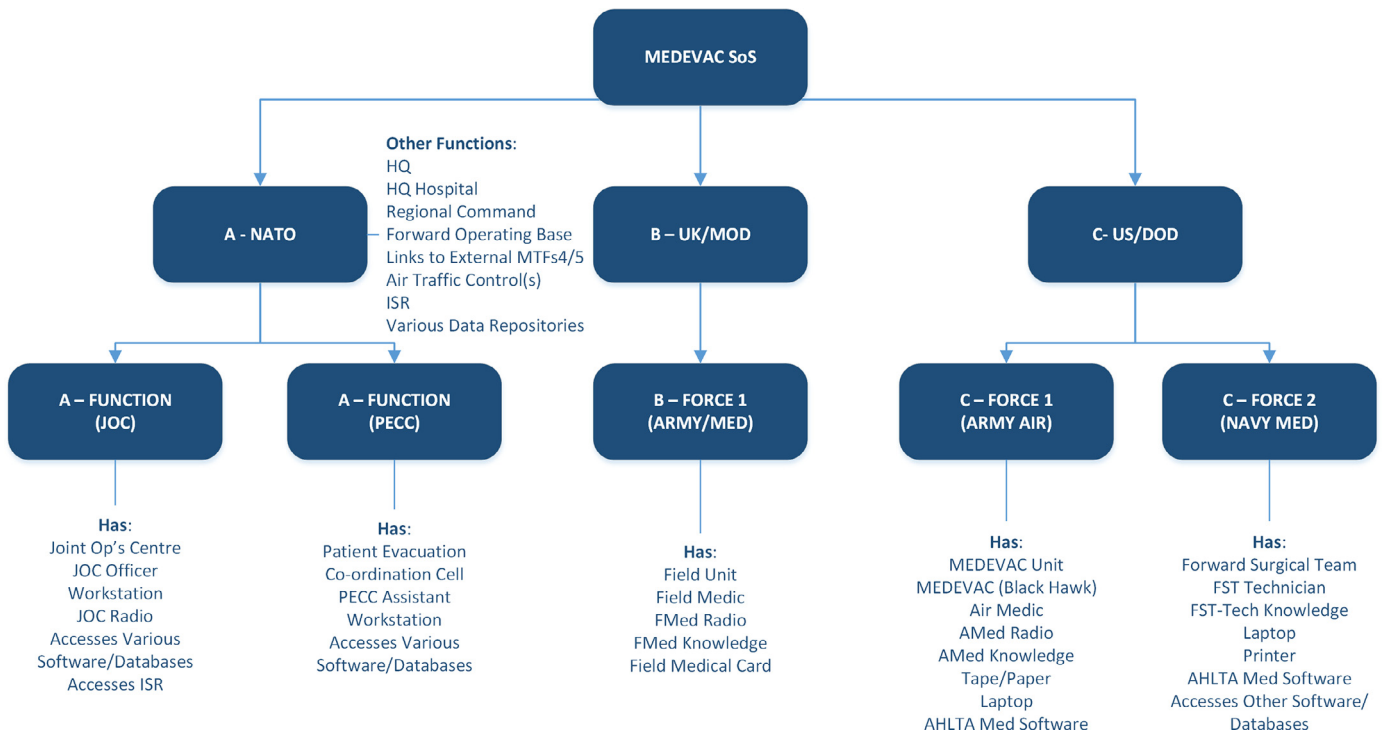 MEDEVAC SoS
Other Functions:
HQ
HQ Hospital
Regional Command
Forward Operating Base
Links to External MTFs4/5
Air Traffic Control(s)
ISR
Various Data Repositories
A - NATO
B – UK/MOD
C- US/DOD
A – FUNCTION
(JOC)
A – FUNCTION
(PECC)
B – FORCE 1
(ARMY/MED)
C – FORCE 1
(ARMY AIR)
C – FORCE 2
(NAVY MED)
Has:
Joint Op’s Centre
JOC Officer
Workstation
JOC Radio
Accesses Various
Software/Databases
Accesses ISR
Has:
Patient Evacuation
Co-ordination Cell
PECC Assistant
Workstation
Accesses Various
Software/Databases
Has:
Field Unit
Field Medic
FMed Radio
FMed Knowledge
Field Medical Card
Has:
MEDEVAC Unit
MEDEVAC (Black Hawk)
Air Medic
AMed Radio
AMed Knowledge
Tape/Paper
Laptop
AHLTA Med Software
Has:
Forward Surgical Team
FST Technician
FST-Tech Knowledge
Laptop
Printer
AHLTA Med Software
Accesses Other Software/
Databases